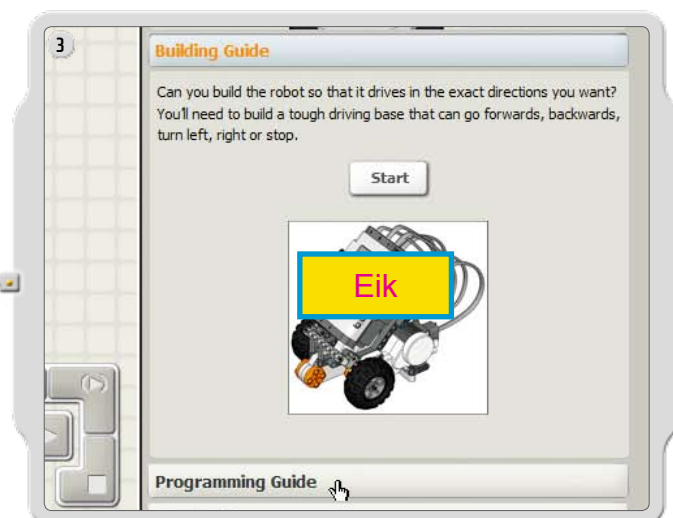 3
Building Guide
Can you build the robot so that it drives in the exact directions you want?
You'll need to build a tough driving base that can go forwards, backwards,
turn left, right or stop.
Start
Eik
Programming Guide